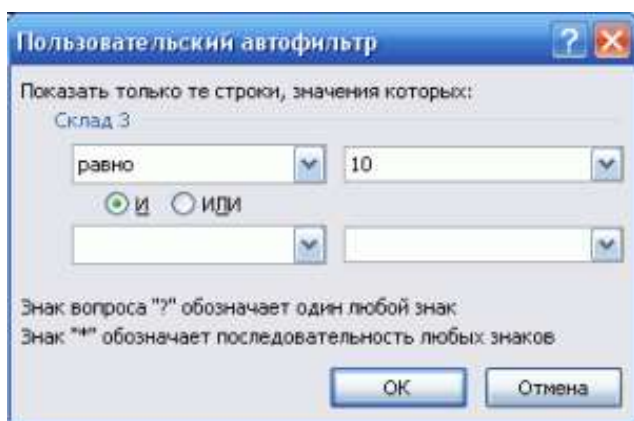 Пользовательский автофильтр
Показать только те строки, значения которых:
Склад 3
равно 10
И ИЛИ
Знак вопроса "?" обозначает один любой знак
Знак "*" обозначает последовательность любых знаков
ОК Отмена